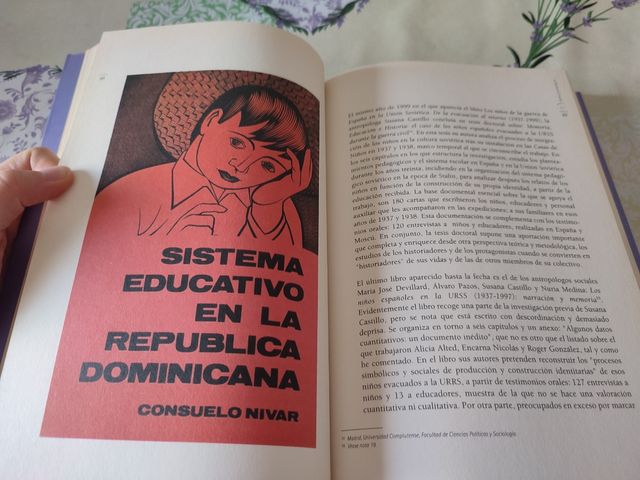 SISTEMA
EDUCATIVO
EN LA
REPUBLICA
DOMINICANA
CONSUELO NIVAR
El mismo año de 1999 en el que aparecía el libro Los niños de la guerra de
España en la Unión Soviética. De la evacuación al retorno (1937-1999), la
antropóloga Susana Castillo concluía su tesis doctoral sobre "Memoria,
Educación e Historia: el caso de los niños españoles evacuados a la URSS
durante la guerra civil". En esta tesis su autora analiza el proceso de integra-
ción de los niños en la cultura soviética tras su instalación en las Casas de
Niños en 1937 y 1938, marco temporal al que se circunscribe el trabajo. En
los seis capítulos en los que estructura la investigación, estudia los plantea-
mientos pedagógicos y el sistema escolar en España y en la Unión Soviética
durante los años treinta, incidiendo en la organización del sistema pedagó-
gico soviético en la época de Stalin, para analizar después los relatos de los
niños en función de la construcción de su propia identidad, a partir de la
educación recibida. La base documental esencial sobre la que se apoya el
trabajo, son 180 cartas que escribieron los niños, educadores y personal
auxiliar que les acompañaron en las expediciones; a sus familiares en esos
años de 1937 y 1938. Esta documentación se complementa con los testimo-
nios orales: 120 entrevistas a niños y educadores, realizadas en España y
Moscú. En conjunto, la tesis doctoral supone una aportación importante
que completa y enriquece desde otra perspectiva teórica y metodológica, los
estudios de los historiadores y de los protagonistas cuando se convierten en
"historiadores" de sus vidas y de las de otros miembros de su colectivo.
El último libro aparecido hasta la fecha es el de los antropólogos sociales
María Jose Devillard, Álvaro Pazos, Susana Castillo y Nuria Medina: Los
niños españoles en la URSS (1937-1997): narración y memoria
Evidentemente el libro recoge una parte de la investigación previa de Susana
Castillo, pero se nota que está escrito con descordinación y demasiado
deprisa. Se organiza en torno a seis capítulos y un anexo: "Algunos datos
cuantitativos: un documento inédito", que no es otro que el listado sobre el
que trabajaron Alicia Alted, Encarna Nicolás y Roger González, tal y como
he comentado. En el libro sus autores pretenden reconstruir los "procesos
simbólicos y sociales de producción y construcción identitarias" de esos
niños evacuados a la URRS, a partir de testimonios orales: 127 entrevistas a
niños y 13 a educadores, muestra de la que no se hace una valoración
cuantitativa ni cualitativa. Por otra parte, preocupados en exceso por marcar
Madrid, Universidad Complutense, Facultad de Ciencias Políticas y Sociología.
Véase nota 18.